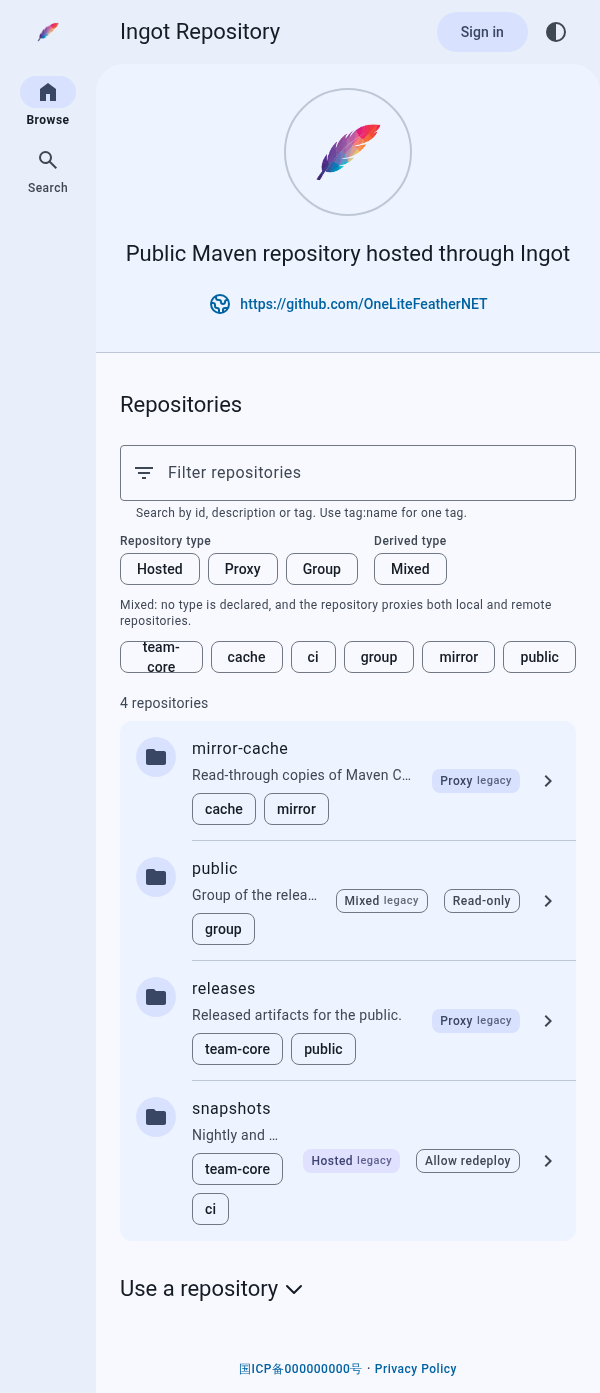 Ingot Repository
Sign in
Browse
Search
Public Maven repository hosted through Ingot
https://github.com/OneLiteFeatherNET
Repositories
Filter repositories
Search by id, description or tag. Use tag:name for one tag.
Repository type
Derived type
Hosted
Proxy
Group
Mixed
Mixed: no type is declared, and the repository proxies both local and remote
repositories.
team-
core
cache
ci
group
mirror
public
4 repositories
mirror-cache
Read-through copies of Maven C…
Proxy legacy
cache
mirror
public
Group of the relea…
Mixed legacy
Read-only
group
releases
Released artifacts for the public.
Proxy legacy
team-core
public
snapshots
Nightly and …
Hosted legacy
Allow redeploy
team-core
ci
Use a repository
国ICP备000000000号 · Privacy Policy